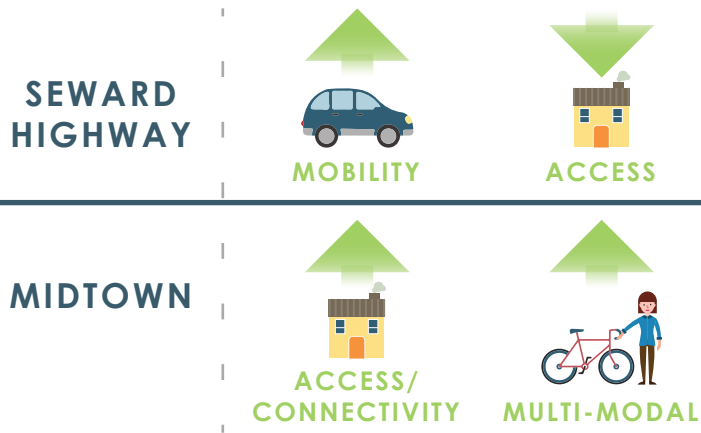 SEWARD
HIGHWAY
MOBILITY
ACCESS
MIDTOWN
ACCESS/
CONNECTIVITY
MULTI-MODAL